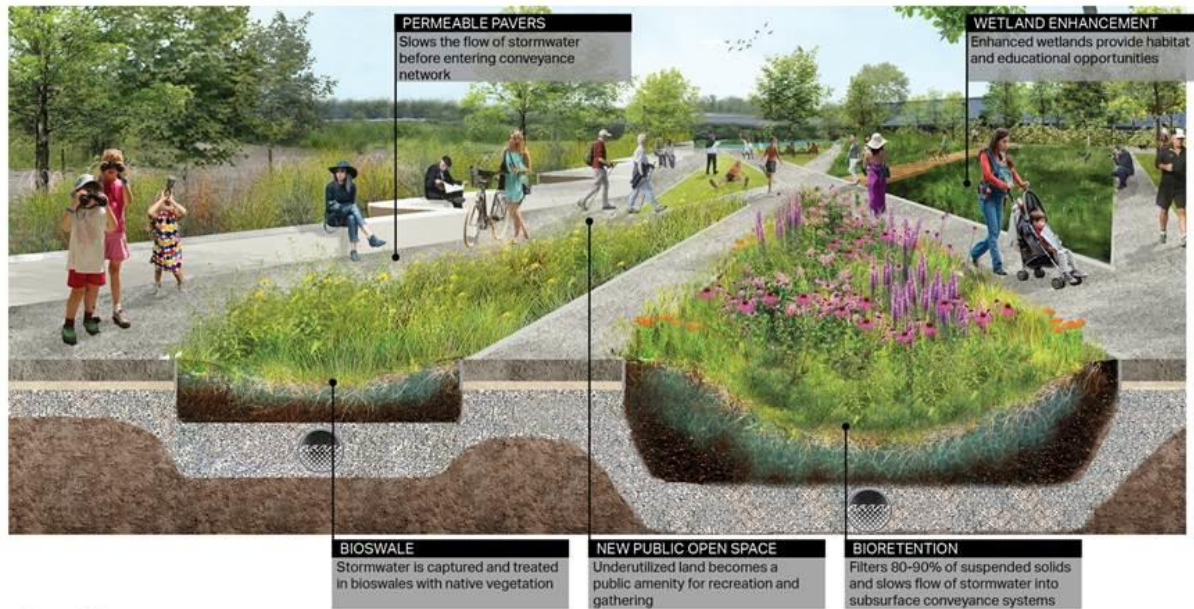 PERMEABLE PAVERS
Slows the flow of stormwater
before entering conveyance
network
WETLAND ENHANCEMENT
Enhanced wetlands provide habitat
and educational opportunities
BIOSWALE
Stormwater is captured and treated
in bioswales with native vegetation
NEW PUBLIC OPEN SPACE
Underutilized land becomes a
public amenity for recreation and
gathering
BIORETENTION
Filters 80-90% of suspended solids
and slows flow of stormwater into
subsurface conveyance systems